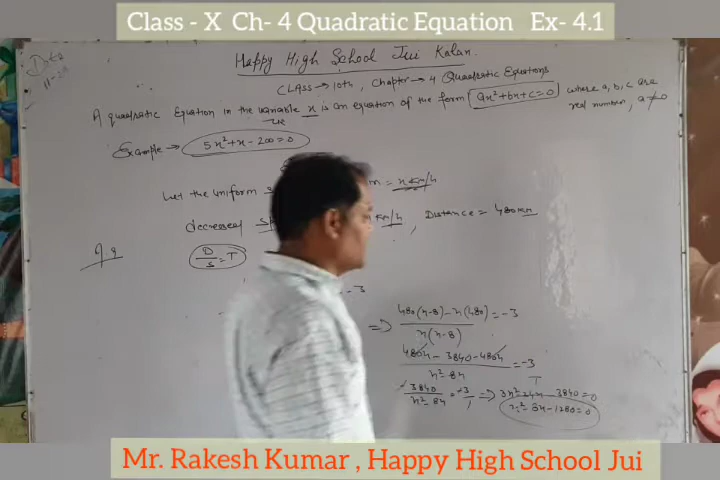 Class - X Ch- 4 Quadratic Equation Ex- 4.1
Happy High School Jui Kalan.
CLASS → 10th, Chapter → 4 Quadratic Equations
A quadratic Equation in the variable x is an equation of the form ax²+bx+c=0 where a, b, c are
real number, a≠0
Example → 5x²+x-200=0
Let the uniform = x km/h
decreased km/h, Distance = 480km
D/S = T
-3
=> 480(x-8)-x(480)/x(x-8) = -3
480x-3840-480x/x²-8x = -3
-3840/x²-8x = -3/1 => 3x²-24x-3840=0
x²-8x-1280=0
Mr. Rakesh Kumar , Happy High School Jui